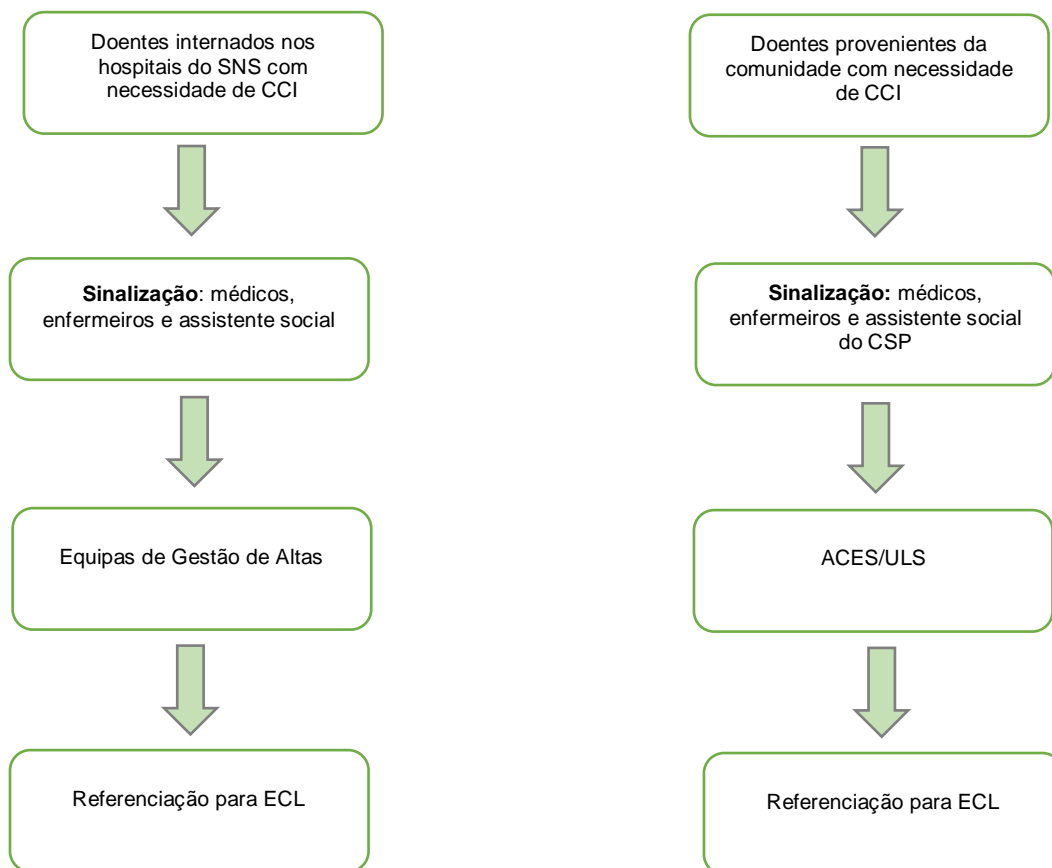 Doentes internados nos
hospitais do SNS com
necessidade de CCI
Sinalização: médicos,
enfermeiros e assistente social
Equipas de Gestão de Altas
Referenciação para ECL
Doentes provenientes da
comunidade com necessidade
de CCI
Sinalização: médicos,
enfermeiros e assistente social
do CSP
ACES/ULS
Referenciação para ECL